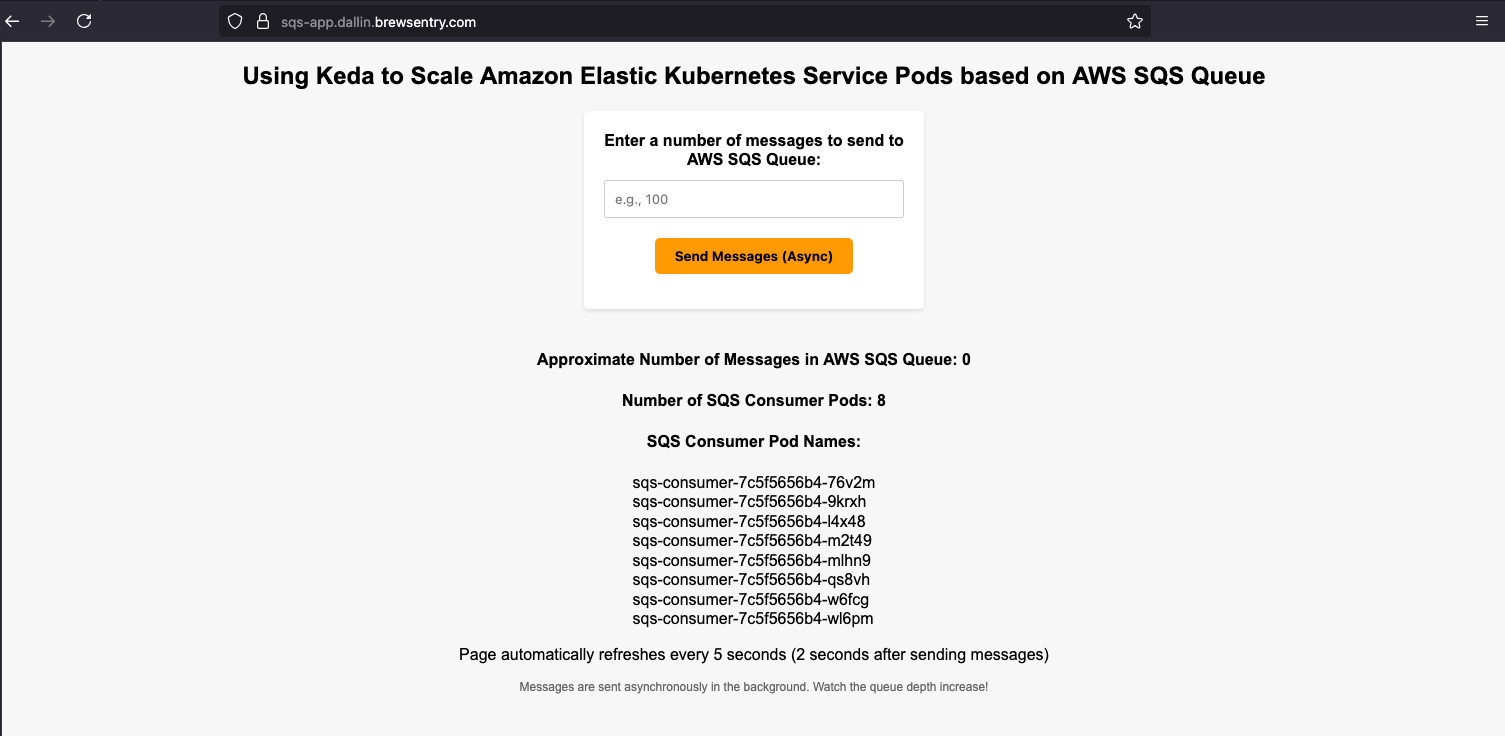 sqs-app.dallin.brewsentry.com
Using Keda to Scale Amazon Elastic Kubernetes Service Pods based on AWS SQS Queue
Enter a number of messages to send to
AWS SQS Queue:
e.g., 100
Send Messages (Async)
Approximate Number of Messages in AWS SQS Queue: 0
Number of SQS Consumer Pods: 8
SQS Consumer Pod Names:
sqs-consumer-7c5f5656b4-76v2m
sqs-consumer-7c5f5656b4-9krxh
sqs-consumer-7c5f5656b4-l4x48
sqs-consumer-7c5f5656b4-m2t49
sqs-consumer-7c5f5656b4-mlhn9
sqs-consumer-7c5f5656b4-qs8vh
sqs-consumer-7c5f5656b4-w6fcg
sqs-consumer-7c5f5656b4-wl6pm
Page automatically refreshes every 5 seconds (2 seconds after sending messages)
Messages are sent asynchronously in the background. Watch the queue depth increase!